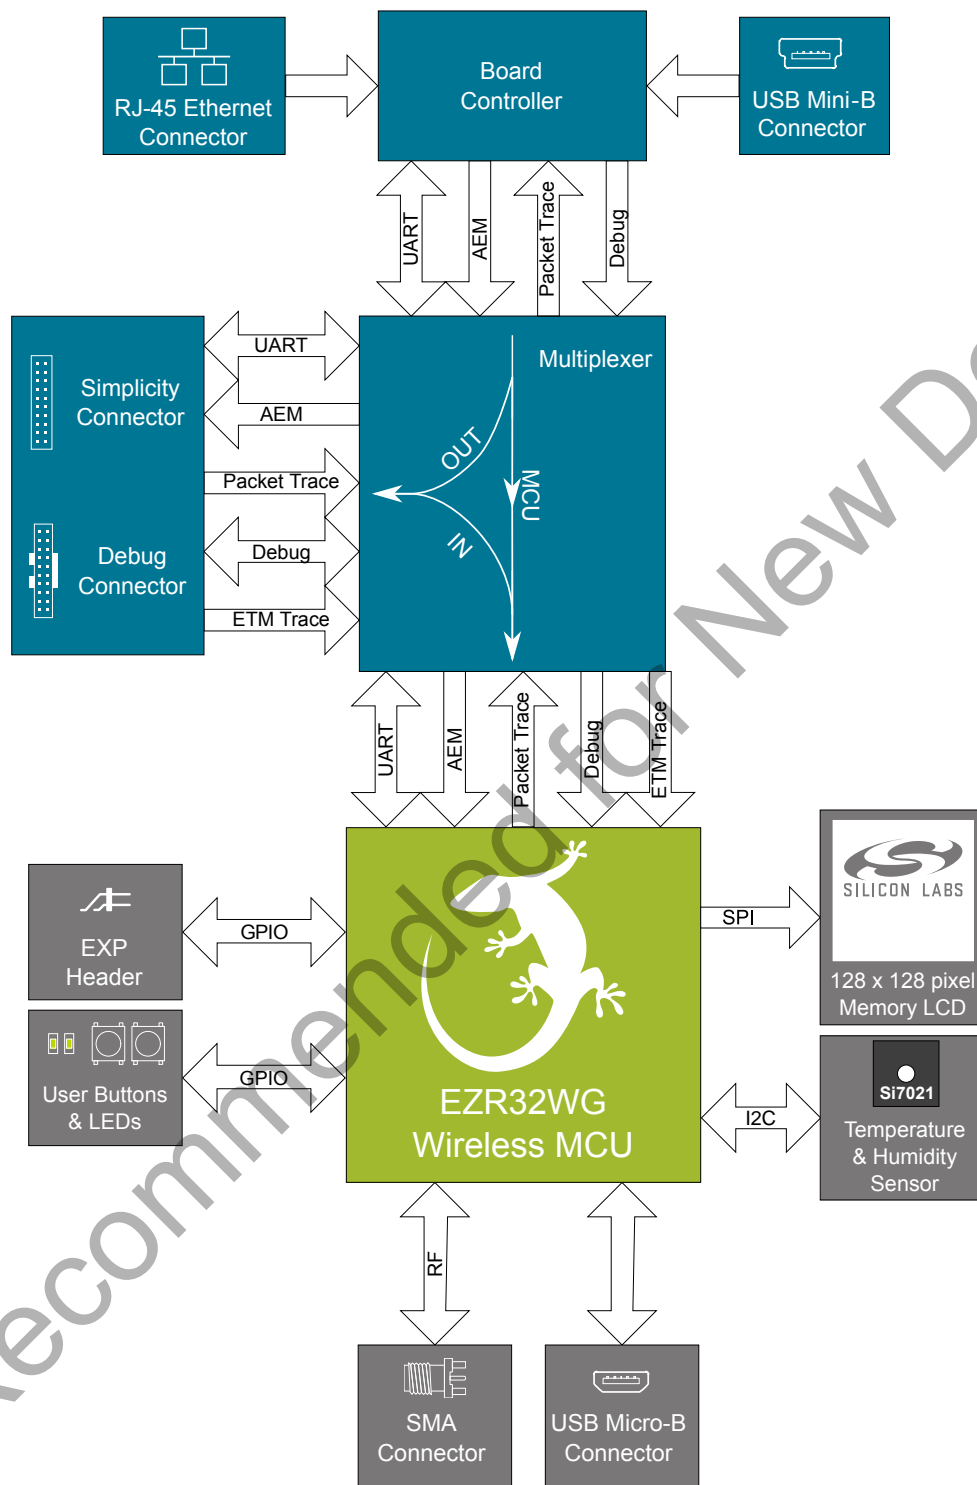 RJ-45 Ethernet
Connector
Board
Controller
USB Mini-B
Connector
UART
AEM
Packet Trace
Debug
Simplicity
Connector
Debug
Connector
UART
AEM
Packet Trace
Debug
ETM Trace
Multiplexer
OUT
MCU
IN
UART
AEM
Packet Trace
Debug
ETM Trace
EXP
Header
GPIO
User Buttons
& LEDs
GPIO
EZR32WG
Wireless MCU
SPI
SILICON LABS
128 x 128 pixel
Memory LCD
I2C
Si7021
Temperature
& Humidity
Sensor
RF
SMA
Connector
USB Micro-B
Connector
Recommended for New De